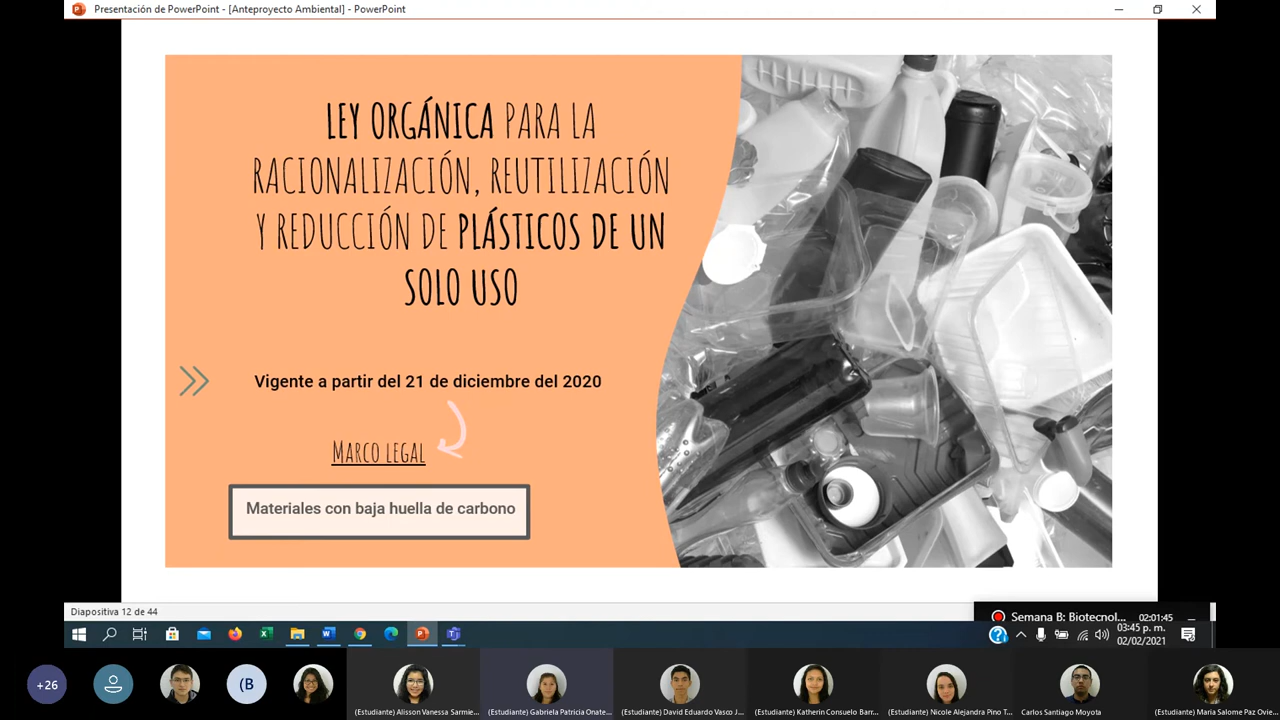 Presentación de PowerPoint - [Anteproyecto Ambiental] - PowerPoint
LEY ORGÁNICA PARA LA
RACIONALIZACIÓN, REUTILIZACIÓN
Y REDUCCIÓN DE PLÁSTICOS DE UN
SOLO USO
Vigente a partir del 21 de diciembre del 2020
MARCO LEGAL
Materiales con baja huella de carbono
Diapositiva 12 de 44
Semana B: Biotecnol... 02:01:45
03:45 p. m.
02/02/2021
+26
(B
(Estudiante) Alisson Vanessa Sarmie...
(Estudiante) Gabriela Patricia Onate...
(Estudiante) David Eduardo Vasco J...
(Estudiante) Katherin Consuelo Barr...
(Estudiante) Nicole Alejandra Pino T...
Carlos Santiago Moyota
(Estudiante) Maria Salome Paz Ovie...